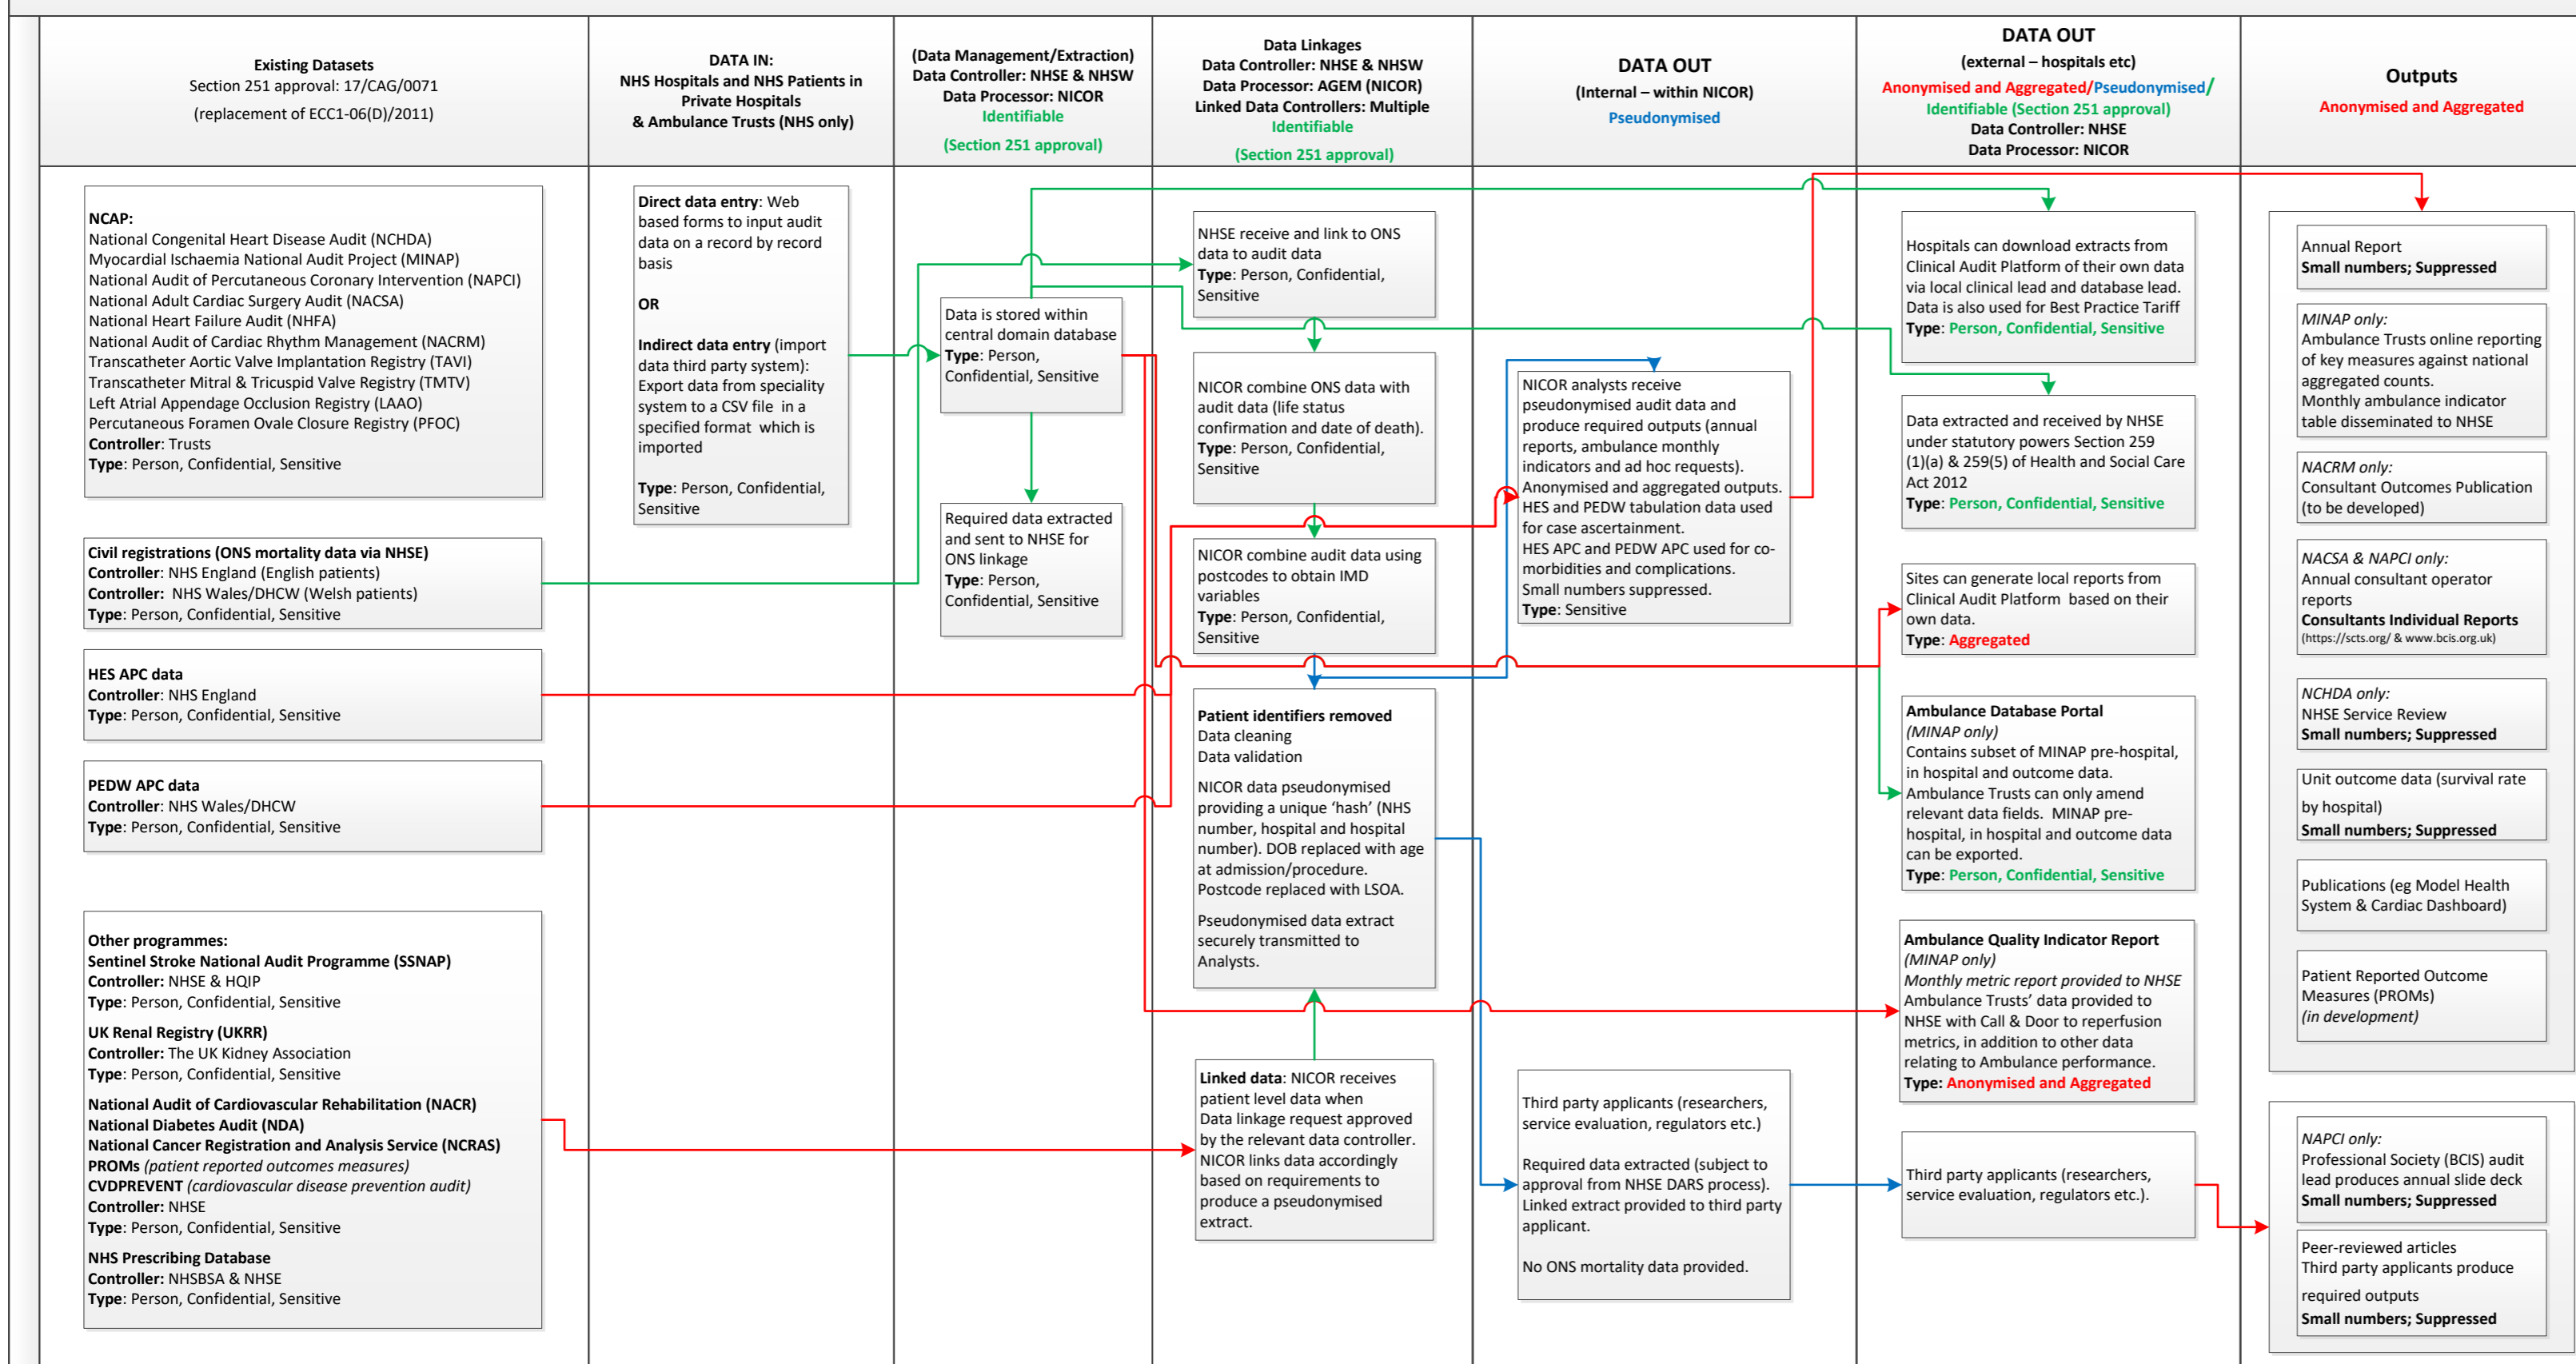 Existing Datasets
Section 251 approval: 17/CAG/0071
(replacement of ECC1-06(D)/2011)
DATA IN:
NHS Hospitals and NHS Patients in
Private Hospitals
& Ambulance Trusts (NHS only)
(Data Management/Extraction)
Data Controller: NHSE & NHSW
Data Processor: NICOR
Identifiable
(Section 251 approval)
Data Linkages
Data Controller: NHSE & NHSW
Data Processor: AGEM (NICOR)
Linked Data Controllers: Multiple
Identifiable
(Section 251 approval)
DATA OUT
(Internal – within NICOR)
Pseudonymised
DATA OUT
(external – hospitals etc)
Anonymised and Aggregated/Pseudonymised/
Identifiable (Section 251 approval)
Data Controller: NHSE
Data Processor: NICOR
Outputs
Anonymised and Aggregated
NCAP:
National Congenital Heart Disease Audit (NCHDA)
Myocardial Ischaemia National Audit Project (MINAP)
National Audit of Percutaneous Coronary Intervention (NAPCI)
National Adult Cardiac Surgery Audit (NACSA)
National Heart Failure Audit (NHFA)
National Audit of Cardiac Rhythm Management (NACRM)
Transcatheter Aortic Valve Implantation Registry (TAVI)
Transcatheter Mitral & Tricuspid Valve Registry (TMTV)
Left Atrial Appendage Occlusion Registry (LAAO)
Percutaneous Foramen Ovale Closure Registry (PFOC)
Controller: Trusts
Type: Person, Confidential, Sensitive
Civil registrations (ONS mortality data via NHSE)
Controller: NHS England (English patients)
Controller: NHS Wales/DHCW (Welsh patients)
Type: Person, Confidential, Sensitive
HES APC data
Controller: NHS England
Type: Person, Confidential, Sensitive
PEDW APC data
Controller: NHS Wales/DHCW
Type: Person, Confidential, Sensitive
Other programmes:
Sentinel Stroke National Audit Programme (SSNAP)
Controller: NHSE & HQIP
Type: Person, Confidential, Sensitive
UK Renal Registry (UKRR)
Controller: The UK Kidney Association
Type: Person, Confidential, Sensitive
National Audit of Cardiovascular Rehabilitation (NACR)
National Diabetes Audit (NDA)
National Cancer Registration and Analysis Service (NCRAS)
PROMs (patient reported outcomes measures)
CVDPREVENT (cardiovascular disease prevention audit)
Controller: NHSE
Type: Person, Confidential, Sensitive
NHS Prescribing Database
Controller: NHSBSA & NHSE
Type: Person, Confidential, Sensitive
Direct data entry: Web
based forms to input audit
data on a record by record
basis
OR
Indirect data entry (import
data third party system):
Export data from speciality
system to a CSV file in a
specified format which is
imported
Type: Person, Confidential,
Sensitive
Data is stored within
central domain database
Type: Person,
Confidential, Sensitive
Required data extracted
and sent to NHSE for
ONS linkage
Type: Person,
Confidential, Sensitive
NHSE receive and link to ONS
data to audit data
Type: Person, Confidential,
Sensitive
NICOR combine ONS data with
audit data (life status
confirmation and date of death).
Type: Person, Confidential,
Sensitive
NICOR combine audit data using
postcodes to obtain IMD
variables
Type: Person, Confidential,
Sensitive
Patient identifiers removed
Data cleaning
Data validation
NICOR data pseudonymised
providing a unique ‘hash’ (NHS
number, hospital and hospital
number). DOB replaced with age
at admission/procedure.
Postcode replaced with LSOA.
Pseudonymised data extract
securely transmitted to
Analysts.
Linked data: NICOR receives
patient level data when
Data linkage request approved
by the relevant data controller.
NICOR links data accordingly
based on requirements to
produce a pseudonymised
extract.
NICOR analysts receive
pseudonymised audit data and
produce required outputs (annual
reports, ambulance monthly
indicators and ad hoc requests).
Anonymised and aggregated outputs.
HES and PEDW tabulation data used
for case ascertainment.
HES APC and PEDW APC used for co-
morbidities and complications.
Small numbers suppressed.
Type: Sensitive
Third party applicants (researchers,
service evaluation, regulators etc.)
Required data extracted (subject to
approval from NHSE DARS process).
Linked extract provided to third party
applicant.
No ONS mortality data provided.
Hospitals can download extracts from
Clinical Audit Platform of their own data
via local clinical lead and database lead.
Data is also used for Best Practice Tariff
Type: Person, Confidential, Sensitive
Data extracted and received by NHSE
under statutory powers Section 259
(1)(a) & 259(5) of Health and Social Care
Act 2012
Type: Person, Confidential, Sensitive
Sites can generate local reports from
Clinical Audit Platform based on their
own data.
Type: Aggregated
Ambulance Database Portal
(MINAP only)
Contains subset of MINAP pre-hospital,
in hospital and outcome data.
Ambulance Trusts can only amend
relevant data fields. MINAP pre-
hospital, in hospital and outcome data
can be exported.
Type: Person, Confidential, Sensitive
Ambulance Quality Indicator Report
(MINAP only)
Monthly metric report provided to NHSE
Ambulance Trusts’ data provided to
NHSE with Call & Door to reperfusion
metrics, in addition to other data
relating to Ambulance performance.
Type: Anonymised and Aggregated
Third party applicants (researchers,
service evaluation, regulators etc.).
Annual Report
Small numbers; Suppressed
MINAP only:
Ambulance Trusts online reporting
of key measures against national
aggregated counts.
Monthly ambulance indicator
table disseminated to NHSE
NACRM only:
Consultant Outcomes Publication
(to be developed)
NACSA & NAPCI only:
Annual consultant operator
reports
Consultants Individual Reports
(https://scts.org/ & www.bcis.org.uk)
NCHDA only:
NHSE Service Review
Small numbers; Suppressed
Unit outcome data (survival rate
by hospital)
Small numbers; Suppressed
Publications (eg Model Health
System & Cardiac Dashboard)
Patient Reported Outcome
Measures (PROMs)
(in development)
NAPCI only:
Professional Society (BCIS) audit
lead produces annual slide deck
Small numbers; Suppressed
Peer-reviewed articles
Third party applicants produce
required outputs
Small numbers; Suppressed